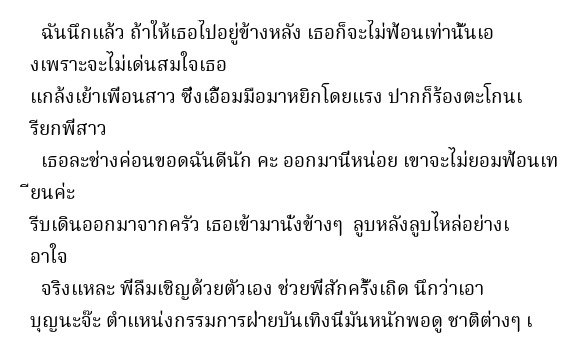 ฉันนึกแล้ว ถ้าให้เธอไปอยู่ข้างหลัง เธอก็จะไม่ฟ้อนเท่านั้นเอ
งเพราะจะไม่เด่นสมใจเธอ
แกล้งเย้าเพื่อนสาว ซึ่งเอื้อมมือมาหยิกโดยแรง ปากก็ร้องตะโกนเ
รียกพี่สาว
เธอละช่างค่อนขอดฉันดีนัก คะ ออกมานี่หน่อย เขาจะไม่ยอมฟ้อนเท
ียนค่ะ
รีบเดินออกมาจากครัว เธอเข้ามานั่งข้างๆ ลูบหลังลูบไหล่อย่างเ
อาใจ
จริงแหละ พี่ลืมเชิญด้วยตัวเอง ช่วยพี่สักครั้งเถิด นึกว่าเอา
บุญนะจ๊ะ ตำแหน่งกรรมการฝ่ายบันเทิงนี่มันหนักพอดู ชาติต่างๆ เ